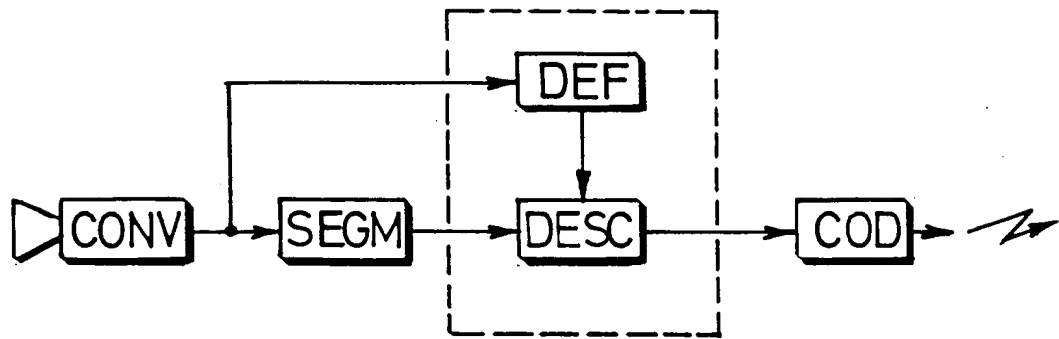 DEF
CONV
SEGM
DESC
COD